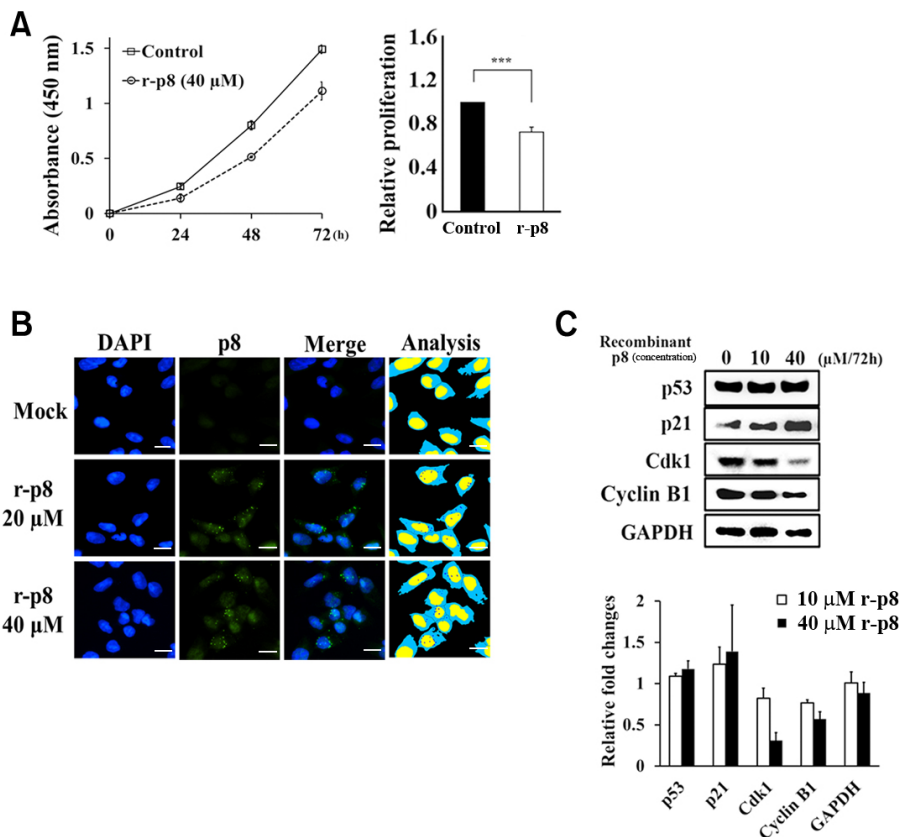 A
Absorbance (450 nm)
1.5
1
0.5
0
Control
r-p8 (40 μM)
0 24 48 72(h)
Relative proliferation
1.6
1.2
0.8
0.4
0
***
Control r-p8
B
DAPI p8 Merge Analysis
Mock
r-p8
20 μM
r-p8
40 μM
C
Recombinant
p8 (concentration) 0 10 40 (μM/72h)
p53
p21
Cdk1
Cyclin B1
GAPDH
Relative fold changes
2
1.5
1
0.5
0
10 μM r-p8
40 μM r-p8
p53 p21 Cdk1 Cyclin B1 GAPDH